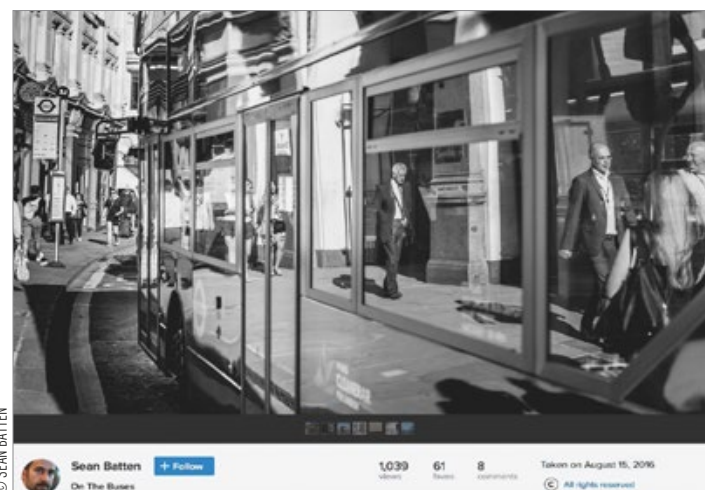 © SEAN BATTEN
CLEANER
Sean Batten
+ Follow
On The Buses
1,039
views
61
faves
8
comments
Taken on August 15, 2016
© All rights reserved